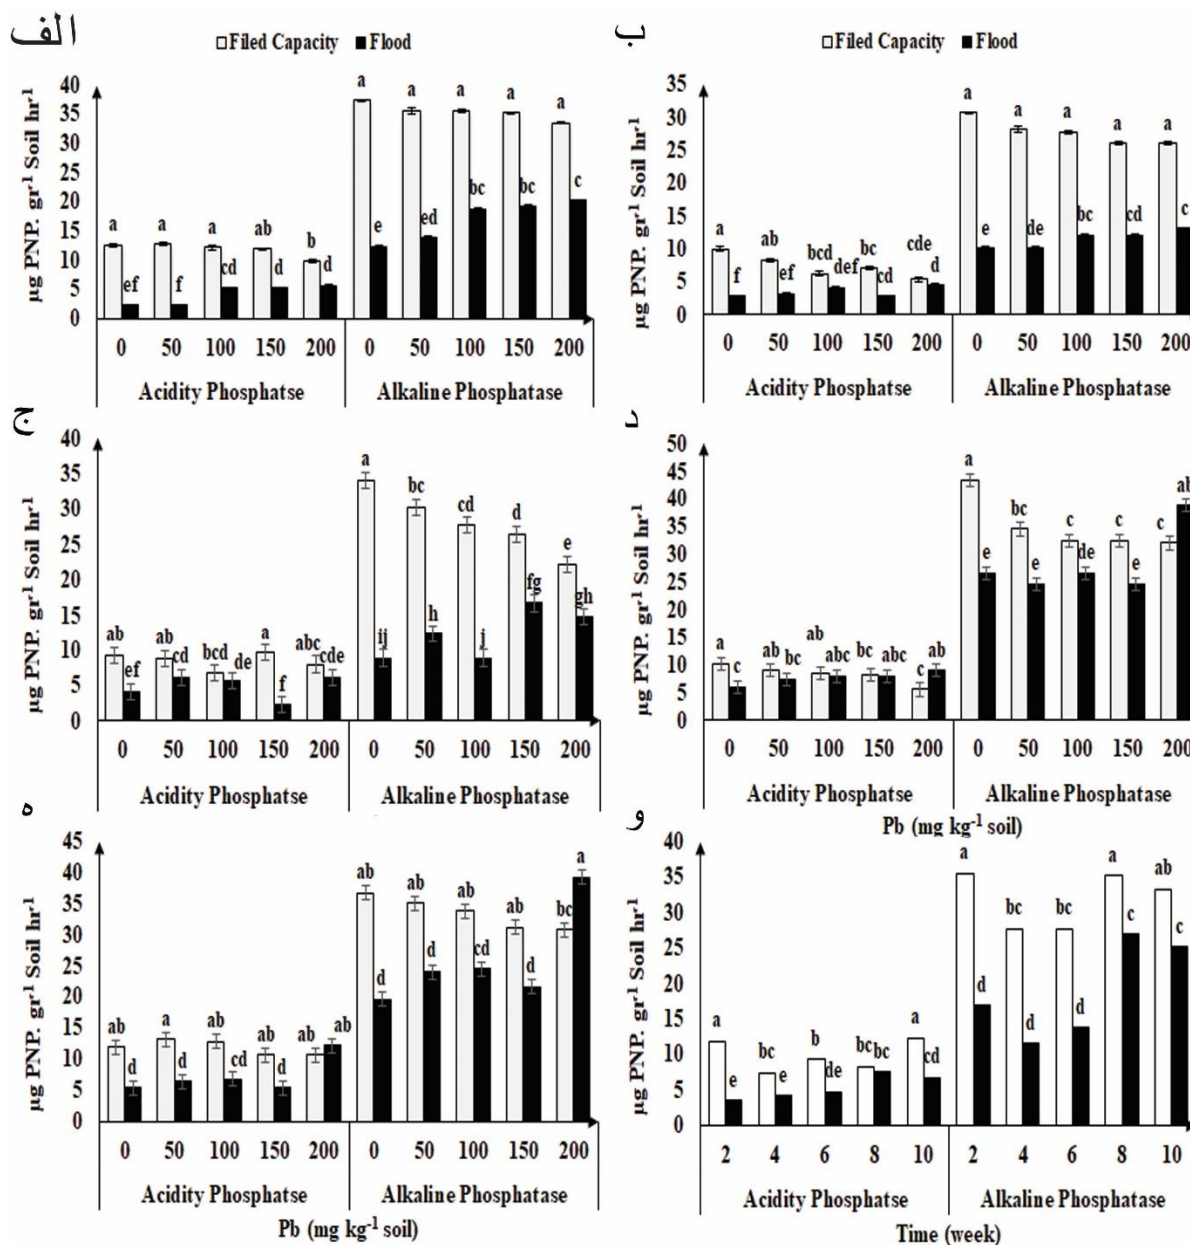 الف
Filed Capacity Flood
µg PNP. gr⁻¹ Soil hr⁻¹
40
35
30
25
20
15
10
5
0
a a a ab b a a a a a
ef f cd d d e ed bc bc c
0 50 100 150 200 0 50 100 150 200
Acidity Phosphatse Alkaline Phosphatase
ب
Filed Capacity Flood
µg PNP. gr⁻¹ Soil hr⁻¹
35
30
25
20
15
10
5
0
a ab bcd bc cde a a a a a
f ef def cd d e de bc cd c
0 50 100 150 200 0 50 100 150 200
Acidity Phosphatse Alkaline Phosphatase
ج
µg PNP. gr⁻¹ Soil hr⁻¹
40
35
30
25
20
15
10
5
0
ab ab bcd a abc a bc cd d e
ef cd de f cde ij h j fg gh
0 50 100 150 200 0 50 100 150 200
Acidity Phosphatse Alkaline Phosphatase
د
µg PNP. gr⁻¹ Soil hr⁻¹
50
45
40
35
30
25
20
15
10
5
0
a ab ab bc c a bc c c c
c bc abc abc ab e e de e ab
0 50 100 150 200 0 50 100 150 200
Acidity Phosphatse Alkaline Phosphatase
Pb (mg kg⁻¹ soil)
ه
µg PNP. gr⁻¹ Soil hr⁻¹
45
40
35
30
25
20
15
10
5
0
ab a ab ab ab ab ab ab ab bc
d d cd d ab d d cd d a
0 50 100 150 200 0 50 100 150 200
Acidity Phosphatse Alkaline Phosphatase
Pb (mg kg⁻¹ soil)
و
µg PNP. gr⁻¹ Soil hr⁻¹
40
35
30
25
20
15
10
5
0
a bc b bc a a bc bc a ab
e e de bc cd d d d c c
2 4 6 8 10 2 4 6 8 10
Acidity Phosphatse Alkaline Phosphatase
Time (week)